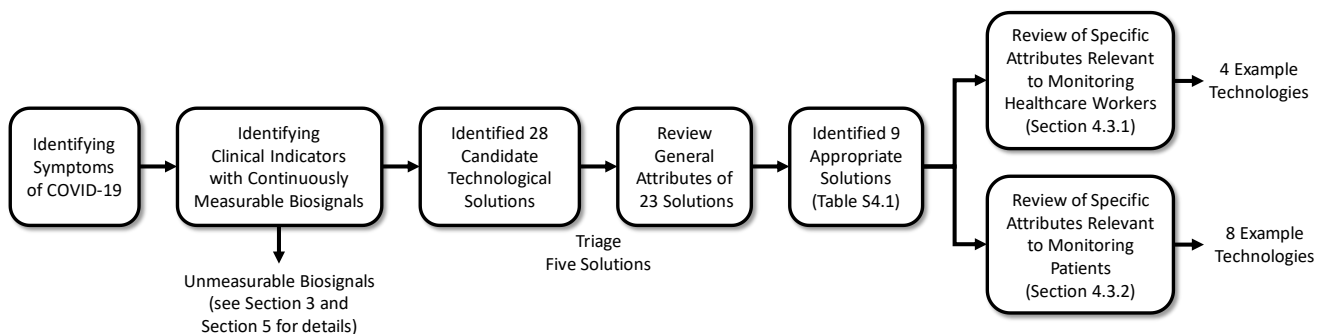 Identifying
Symptoms
of COVID-19
Identifying
Clinical Indicators
with Continuously
Measurable Biosignals
Unmeasurable Biosignals
(see Section 3 and
Section 5 for details)
Identified 28
Candidate
Technological
Solutions
Triage
Five Solutions
Review
General
Attributes of
23 Solutions
Identified 9
Appropriate
Solutions
(Table S4.1)
Review of Specific
Attributes Relevant
to Monitoring
Healthcare Workers
(Section 4.3.1)
4 Example
Technologies
Review of Specific
Attributes Relevant
to Monitoring
Patients
(Section 4.3.2)
8 Example
Technologies